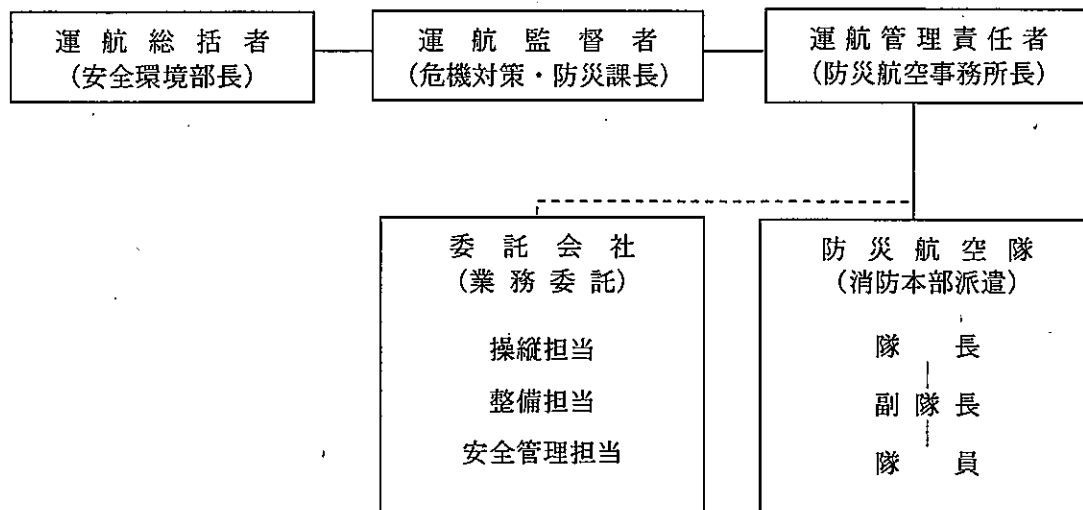 運航総括者
(安全環境部長)
運航監督者
(危機対策・防災課長)
運航管理責任者
(防災航空事務所長)
委託会社
(業務委託)
操縦担当
整備担当
安全管理担当
防災航空隊
(消防本部派遣)
隊長
副隊長
隊員